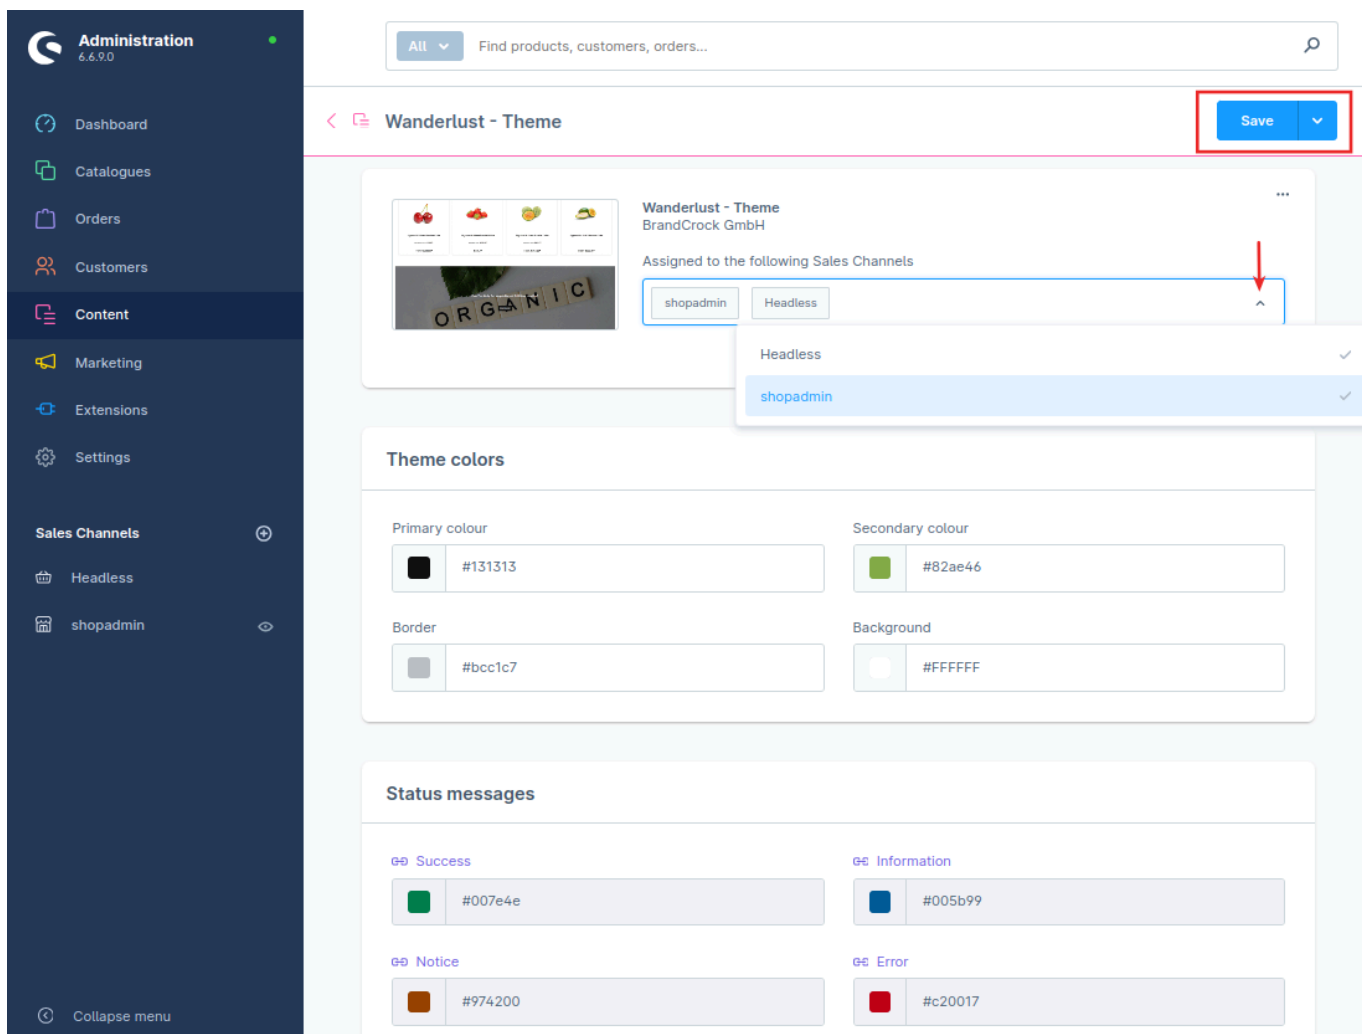 Administration
6.6.9.0
All
Find products, customers, orders...
Dashboard
Catalogues
Orders
Customers
Content
Marketing
Extensions
Settings
Sales Channels
Headless
shopadmin
Collapse menu
Wanderlust - Theme
Save
Wanderlust - Theme
BrandCrock GmbH
Assigned to the following Sales Channels
shopadmin Headless
Headless
shopadmin
ORGANIC
Theme colors
Primary colour
#131313
Secondary colour
#82ae46
Border
#bcc1c7
Background
#FFFFFF
Status messages
Success
#007e4e
Information
#005b99
Notice
#974200
Error
#c20017